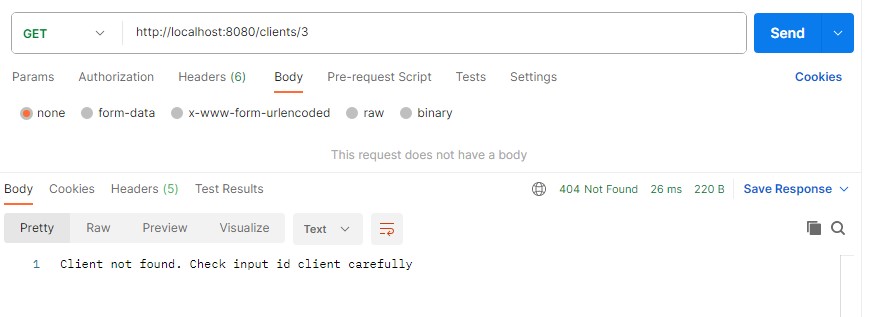 GET http://localhost:8080/clients/3 Send
Params Authorization Headers (6) Body Pre-request Script Tests Settings Cookies
none form-data x-www-form-urlencoded raw binary
This request does not have a body
Body Cookies Headers (5) Test Results 404 Not Found 26 ms 220 B Save Response
Pretty Raw Preview Visualize Text
1 Client not found. Check input id client carefully